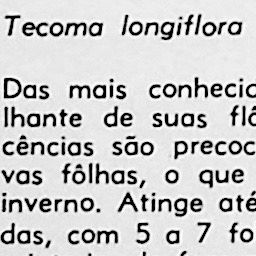 Tecoma longiflora
Das mais conhecid
lhante de suas flô
cências são precoc
vas fôlhas, o que
inverno. Atinge até
das, com 5 a 7 fo